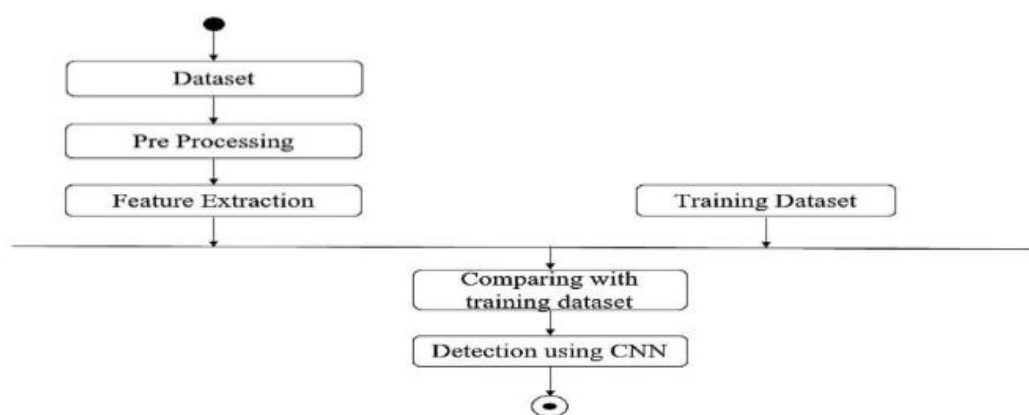 Dataset
Pre Processing
Feature Extraction
Training Dataset
Comparing with
training dataset
Detection using CNN